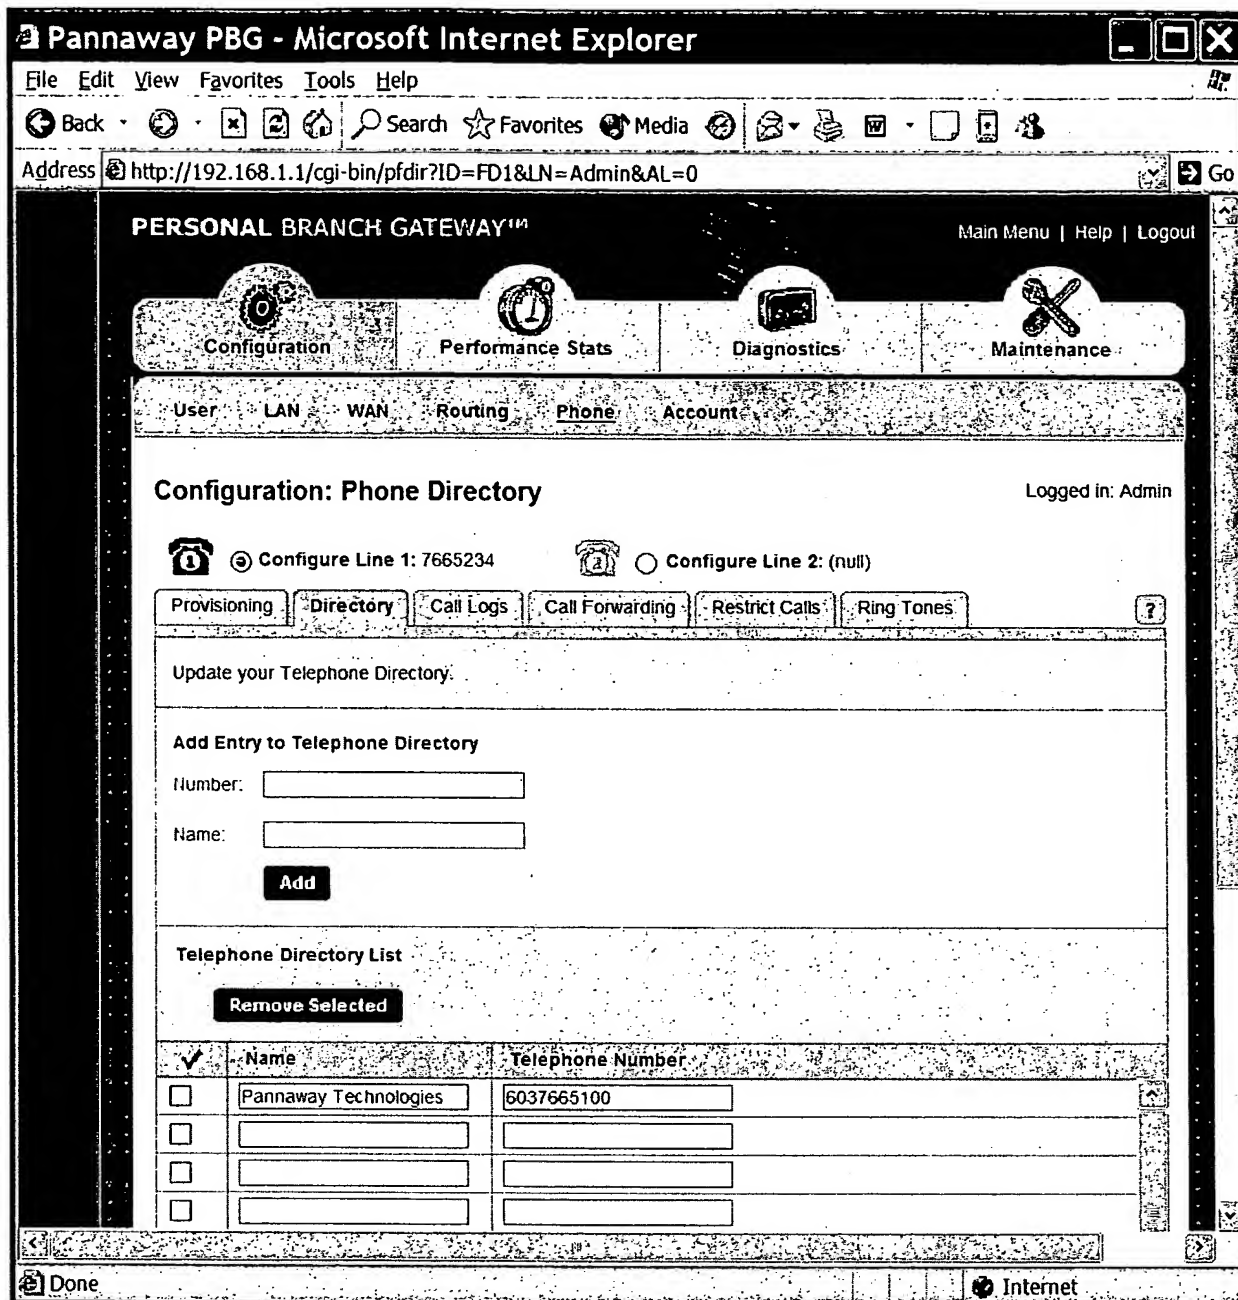 Pannaway PBG - Microsoft Internet Explorer
File Edit View Favorites Tools Help
Back Search Favorites Media
Address http://192.168.1.1/cgi-bin/pfdir?ID=FD1&LN=Admin&AL=0 Go
PERSONAL BRANCH GATEWAY™
Main Menu | Help | Logout
Configuration Performance Stats Diagnostics Maintenance
User LAN WAN Routing Phone Account
Configuration: Phone Directory
Logged in: Admin
1 Configure Line 1: 7665234 2 Configure Line 2: (null)
Provisioning Directory Call Logs Call Forwarding Restrict Calls Ring Tones ?
Update your Telephone Directory.
Add Entry to Telephone Directory
Number:
Name:
Add
Telephone Directory List
Remove Selected
Name Telephone Number
Pannaway Technologies 6037665100
Done Internet